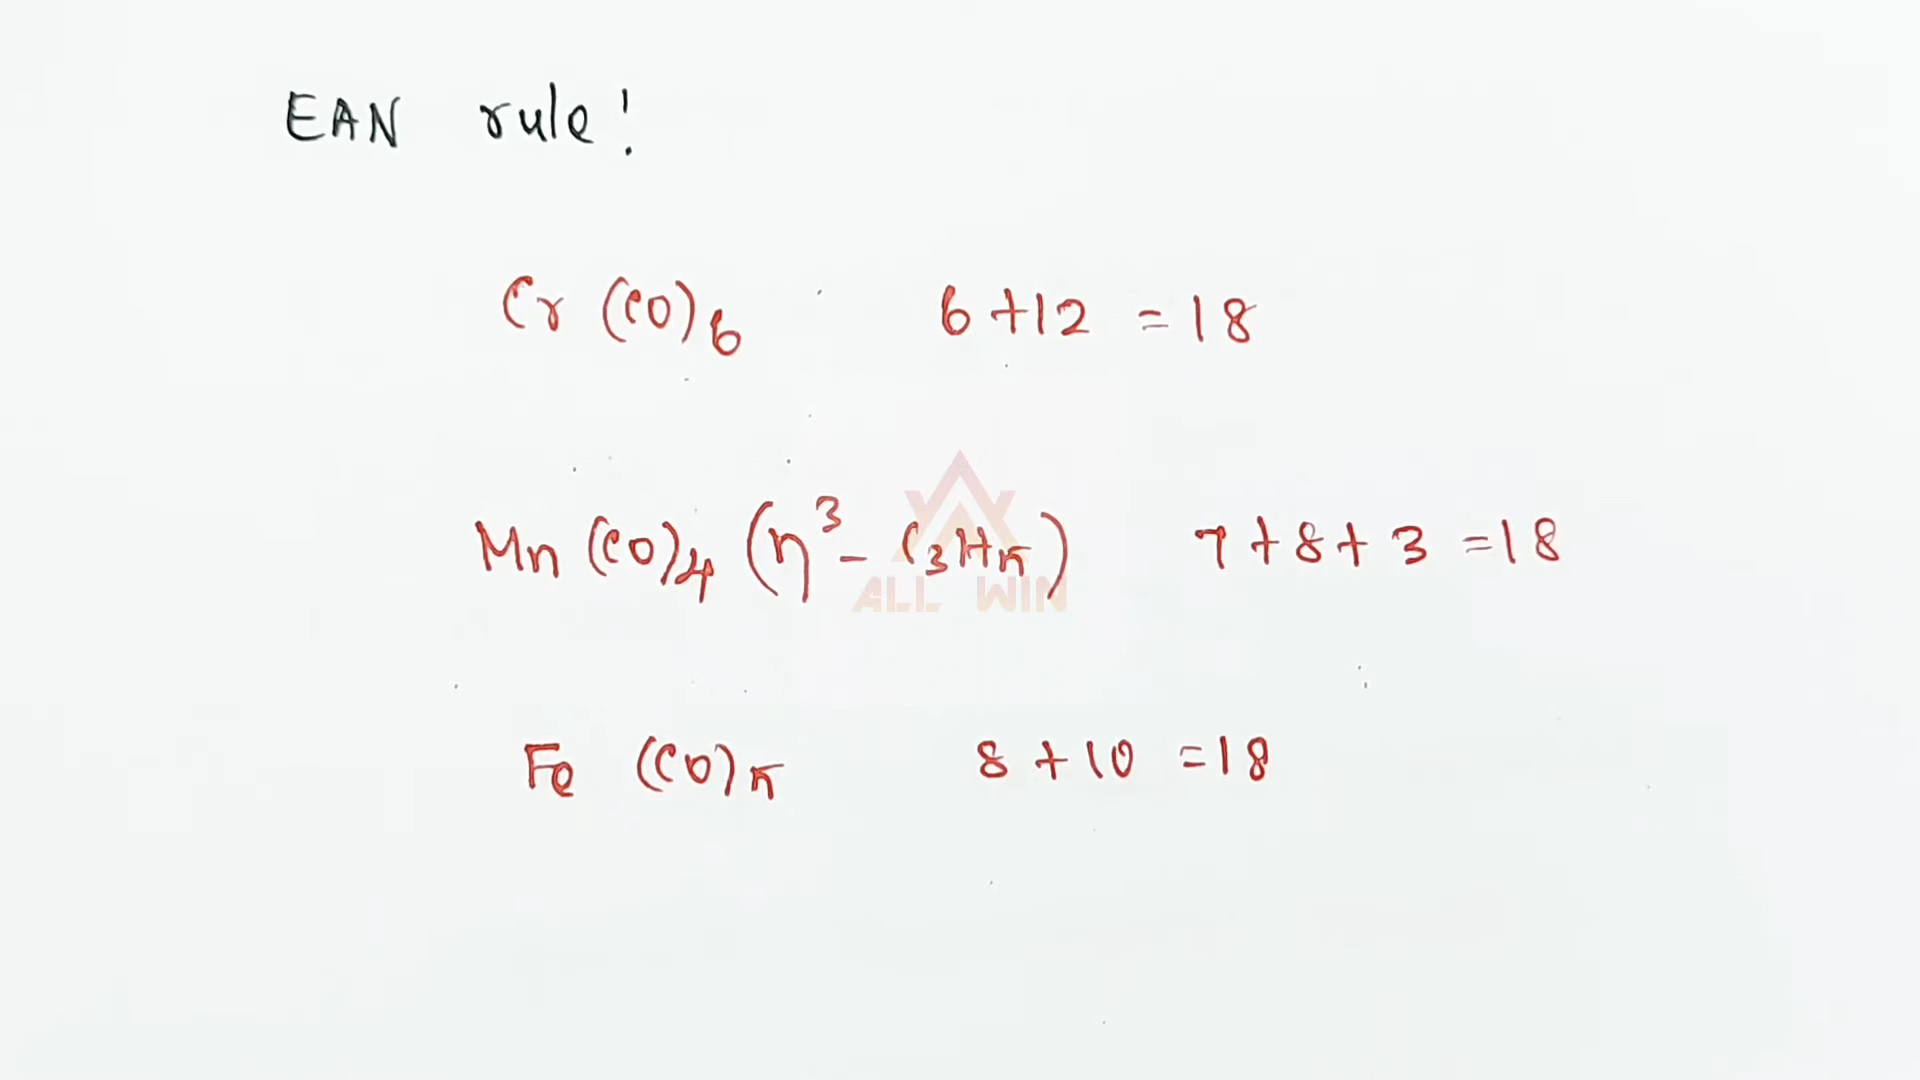 EAN rule!
Cr (CO)6 6 + 12 = 18
Mn (CO)4 (η³ - C3H5) 7 + 8 + 3 = 18
ALL WIN
Fe (CO)5 8 + 10 = 18